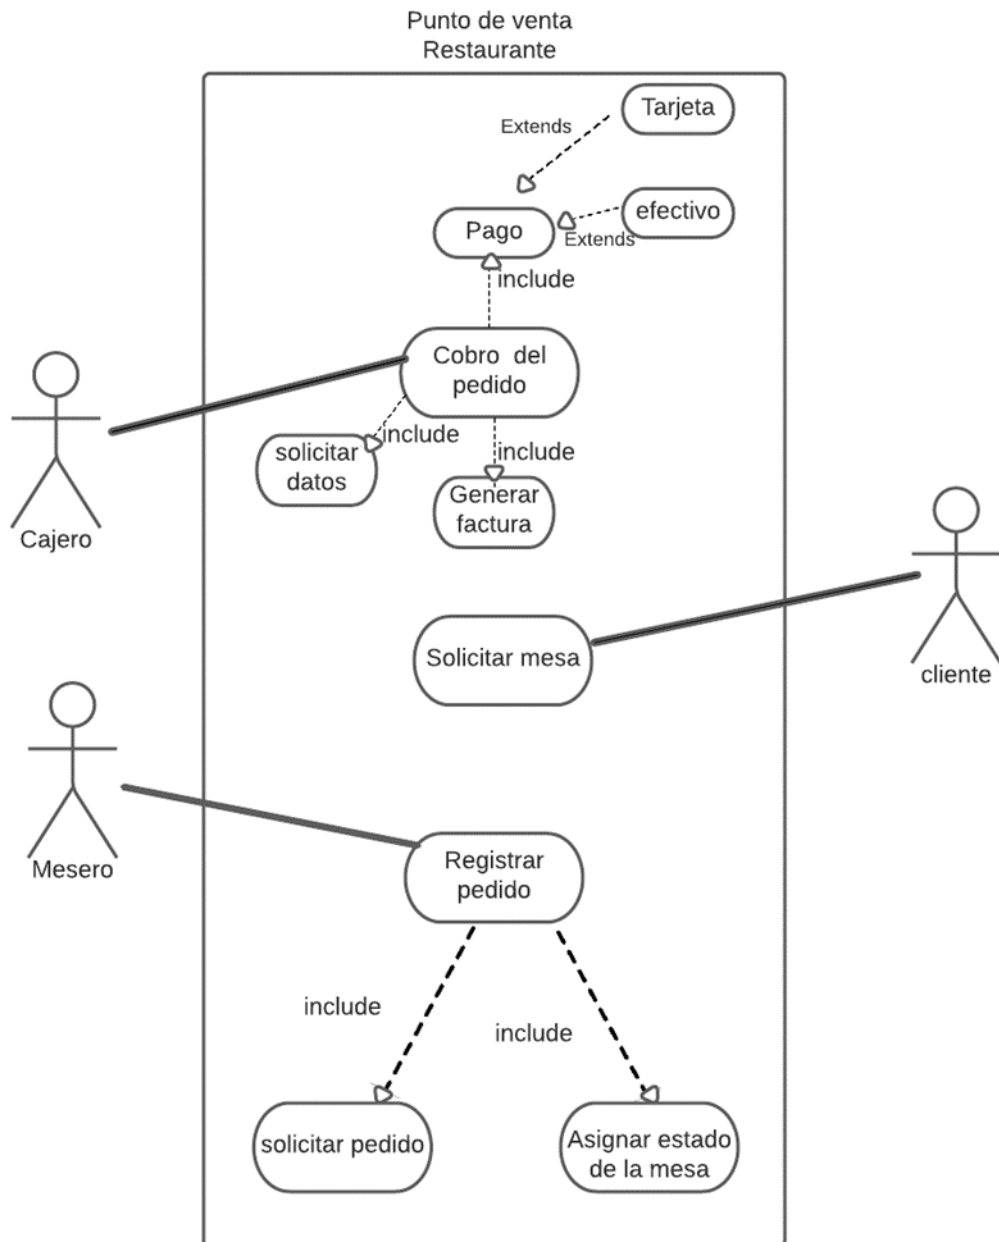 Punto de venta
Restaurante
Tarjeta
Extends
efectivo
Pago
Extends
include
Cobro del
pedido
include
solicitar
datos
include
Generar
factura
Cajero
Solicitar mesa
cliente
Mesero
Registrar
pedido
include
include
solicitar pedido
Asignar estado
de la mesa